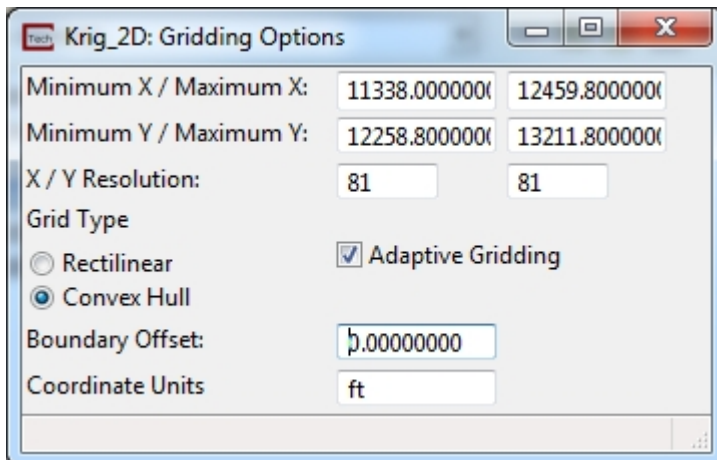 Tech Krig_2D: Gridding Options
Minimum X / Maximum X: 11338.0000000 12459.8000000
Minimum Y / Maximum Y: 12258.8000000 13211.8000000
X / Y Resolution: 81 81
Grid Type
Rectilinear
Adaptive Gridding
Convex Hull
Boundary Offset: 0.00000000
Coordinate Units ft